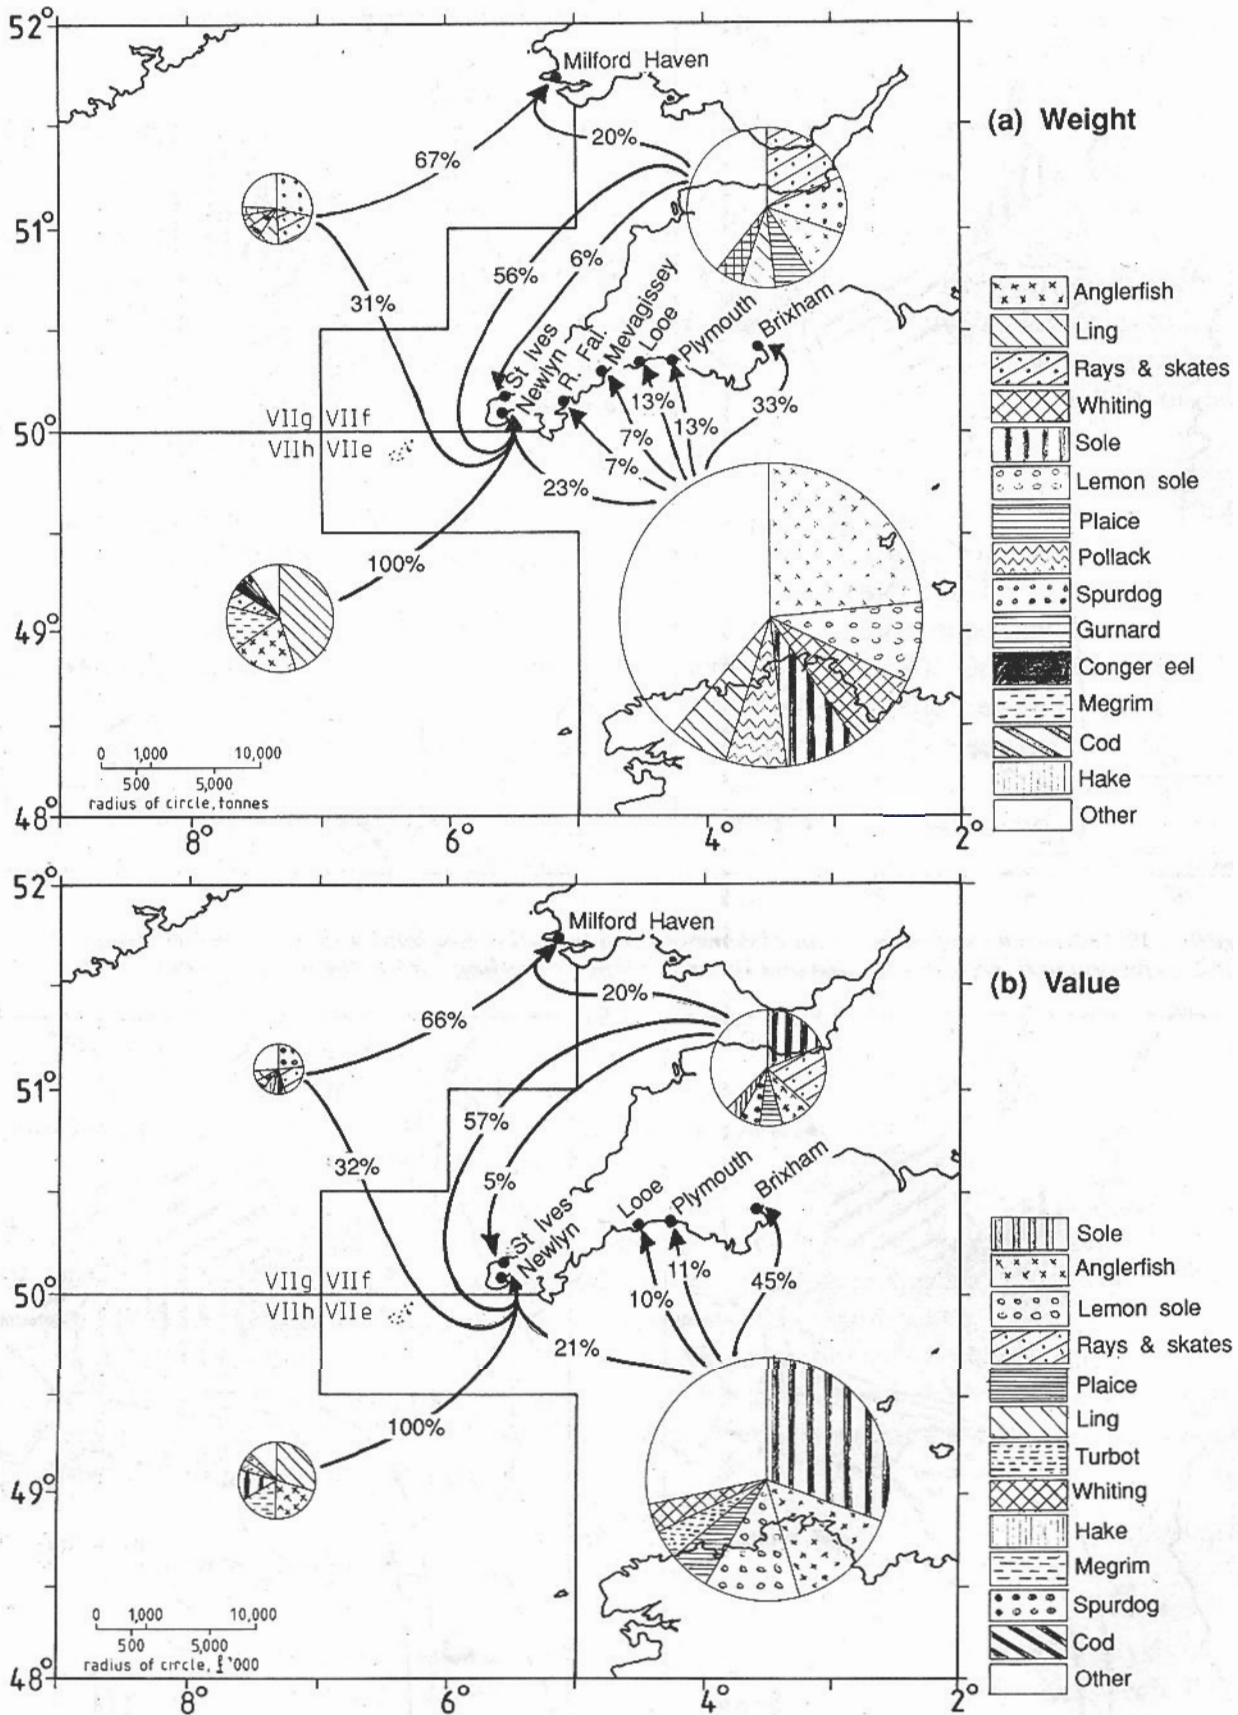 52°
Milford Haven
(a) Weight
20%
67%
51°
6%
56%
31%
Mevagissey
Looe
Plymouth
Brixham
R. Fal.
St Ives
Newlyn
13%
33%
13%
7%
7%
VIIg VIIf
50°
VIIh VIIe
23%
100%
49°
0 1,000 10,000
500 5,000
radius of circle, tonnes
48°
8° 6° 4° 2°
Anglerfish
Ling
Rays & skates
Whiting
Sole
Lemon sole
Plaice
Pollack
Spurdog
Gurnard
Conger eel
Megrim
Cod
Hake
Other
52°
Milford Haven
(b) Value
20%
66%
51°
57%
32%
5%
Looe
Plymouth
Brixham
St Ives
Newlyn
11%
45%
10%
VIIg VIIf
50°
VIIh VIIe
21%
100%
49°
0 1,000 10,000
500 5,000
radius of circle, £'000
48°
8° 6° 4° 2°
Sole
Anglerfish
Lemon sole
Rays & skates
Plaice
Ling
Turbot
Whiting
Hake
Megrim
Spurdog
Cod
Other